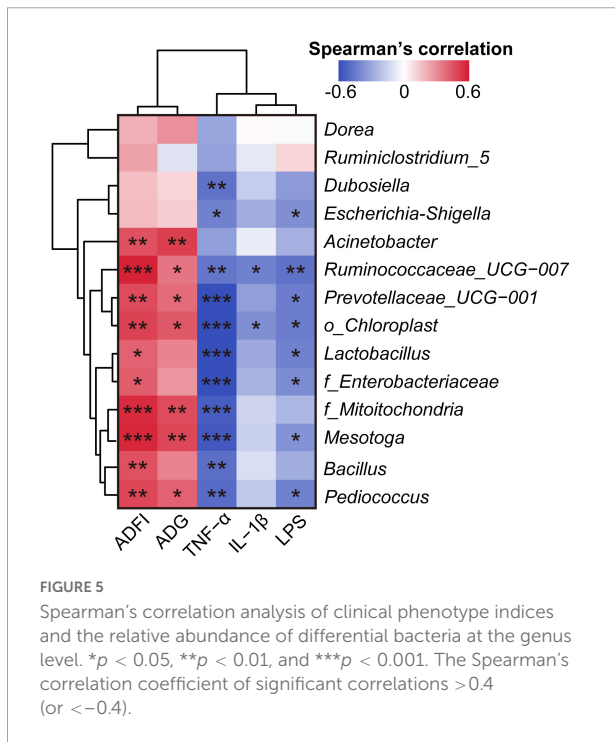 Spearman's correlation
-0.6 0 0.6
Dorea
Ruminiclostridium_5
** Dubosiella
* * Escherichia-Shigella
** ** Acinetobacter
*** * ** * ** Ruminococcaceae_UCG-007
** * *** * Prevotellaceae_UCG-001
** * *** * * o_Chloroplast
* *** * Lactobacillus
* *** * f_Enterobacteriaceae
*** ** *** f_Mitoitochondria
*** ** *** * Mesotoga
** ** Bacillus
** * ** * Pediococcus
ADFI ADG TNF-α IL-1β LPS
FIGURE 5
Spearman's correlation analysis of clinical phenotype indices
and the relative abundance of differential bacteria at the genus
level. *p < 0.05, **p < 0.01, and ***p < 0.001. The Spearman's
correlation coefficient of significant correlations >0.4
(or <−0.4).